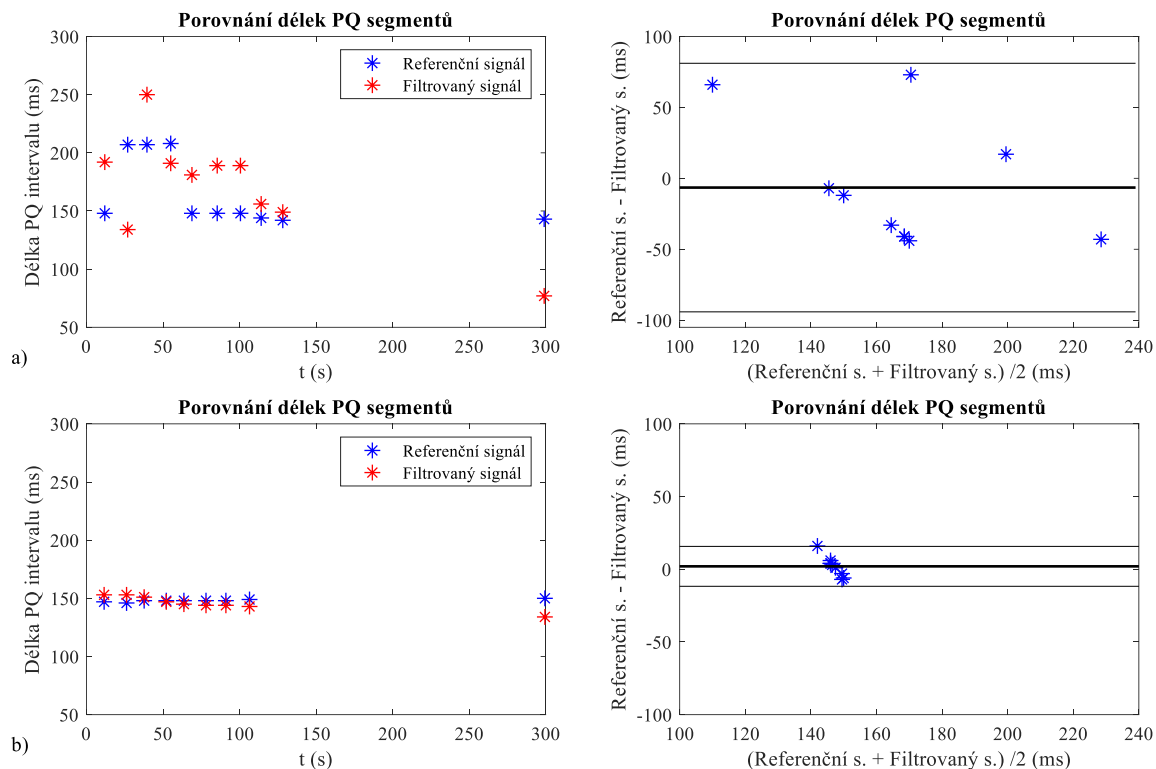 Porovnání délek PQ segmentů
300
250
200
150
100
50
Délka PQ intervalu (ms)
Referenční signál
Filtrovaný signál
0 50 100 150 200 250 300
t (s)
a)
Porovnání délek PQ segmentů
100
50
0
-50
-100
Referenční s. - Filtrovaný s. (ms)
100 120 140 160 180 200 220 240
(Referenční s. + Filtrovaný s.) /2 (ms)
Porovnání délek PQ segmentů
300
250
200
150
100
50
Délka PQ intervalu (ms)
Referenční signál
Filtrovaný signál
0 50 100 150 200 250 300
t (s)
b)
Porovnání délek PQ segmentů
100
50
0
-50
-100
Referenční s. - Filtrovaný s. (ms)
100 120 140 160 180 200 220 240
(Referenční s. + Filtrovaný s.) /2 (ms)